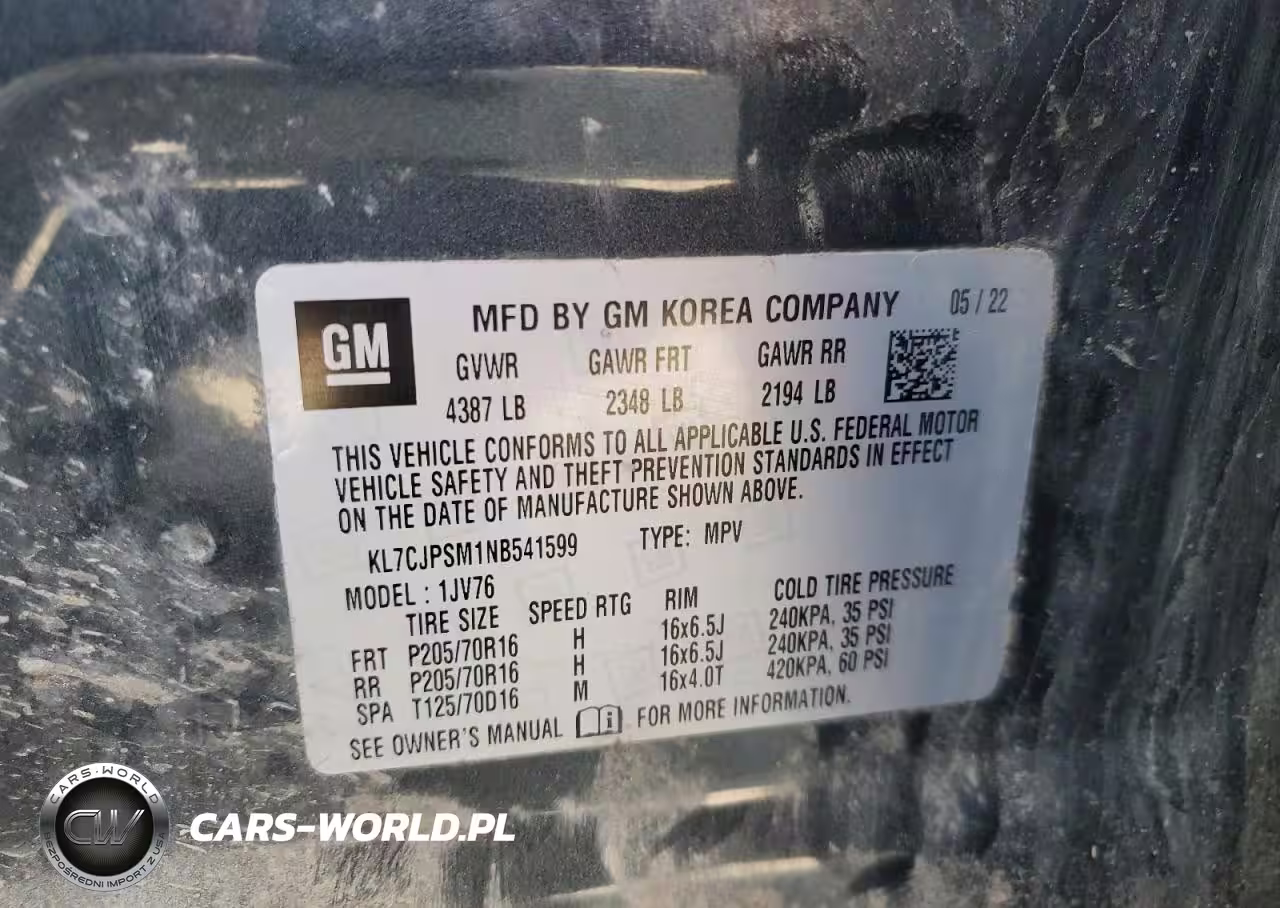 GM
MFD BY GM KOREA COMPANY 05 / 22
GVWR GAWR FRT GAWR RR
4387 LB 2348 LB 2194 LB
THIS VEHICLE CONFORMS TO ALL APPLICABLE U.S. FEDERAL MOTOR
VEHICLE SAFETY AND THEFT PREVENTION STANDARDS IN EFFECT
ON THE DATE OF MANUFACTURE SHOWN ABOVE.
KL7CJPSM1NB541599 TYPE: MPV
MODEL : 1JV76
TIRE SIZE SPEED RTG RIM COLD TIRE PRESSURE
FRT P205/70R16 H 16x6.5J 240KPA, 35 PSI
RR P205/70R16 H 16x6.5J 240KPA, 35 PSI
SPA T125/70D16 M 16x4.0T 420KPA, 60 PSI
SEE OWNER'S MANUAL i FOR MORE INFORMATION.
CARS-WORLD
CW
BEZPOŚREDNI IMPORT Z USA
CARS-WORLD.PL